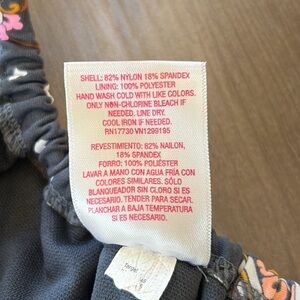 SHELL: 82% NYLON 18% SPANDEX
LINING: 100% POLYESTER
HAND WASH COLD WITH LIKE COLORS.
ONLY NON-CHLORINE BLEACH IF
NEEDED. LINE DRY.
COOL IRON IF NEEDED.
RN17730 VN1299195
REVESTIMIENTO: 82% NAILON,
18% SPANDEX
FORRO: 100% POLIÉSTER
LAVAR A MANO CON AGUA FRÍA CON
COLORES SIMILARES. SÓLO
BLANQUEADOR SIN CLORO SI ES
NECESARIO. TENDER PARA SECAR.
PLANCHAR A BAJA TEMPERATURA
SI ES NECESARIO.